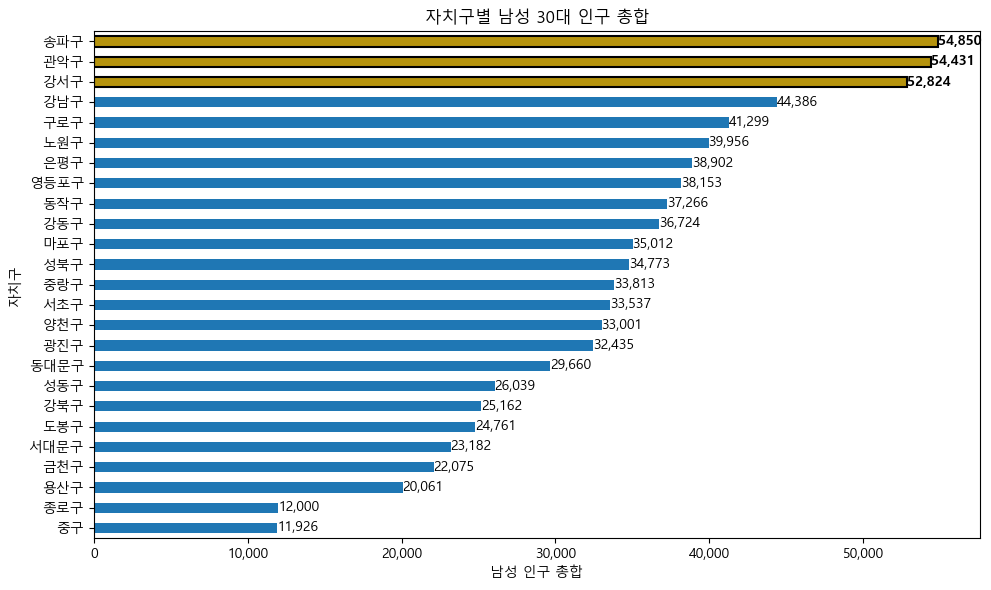 자치구별 남성 30대 인구 총합
송파구 54,850
관악구 54,431
강서구 52,824
강남구 44,386
구로구 41,299
노원구 39,956
은평구 38,902
영등포구 38,153
동작구 37,266
강동구 36,724
마포구 35,012
성북구 34,773
중랑구 33,813
서초구 33,537
양천구 33,001
광진구 32,435
동대문구 29,660
성동구 26,039
강북구 25,162
도봉구 24,761
서대문구 23,182
금천구 22,075
용산구 20,061
종로구 12,000
중구 11,926
자치구
0 10,000 20,000 30,000 40,000 50,000
남성 인구 총합